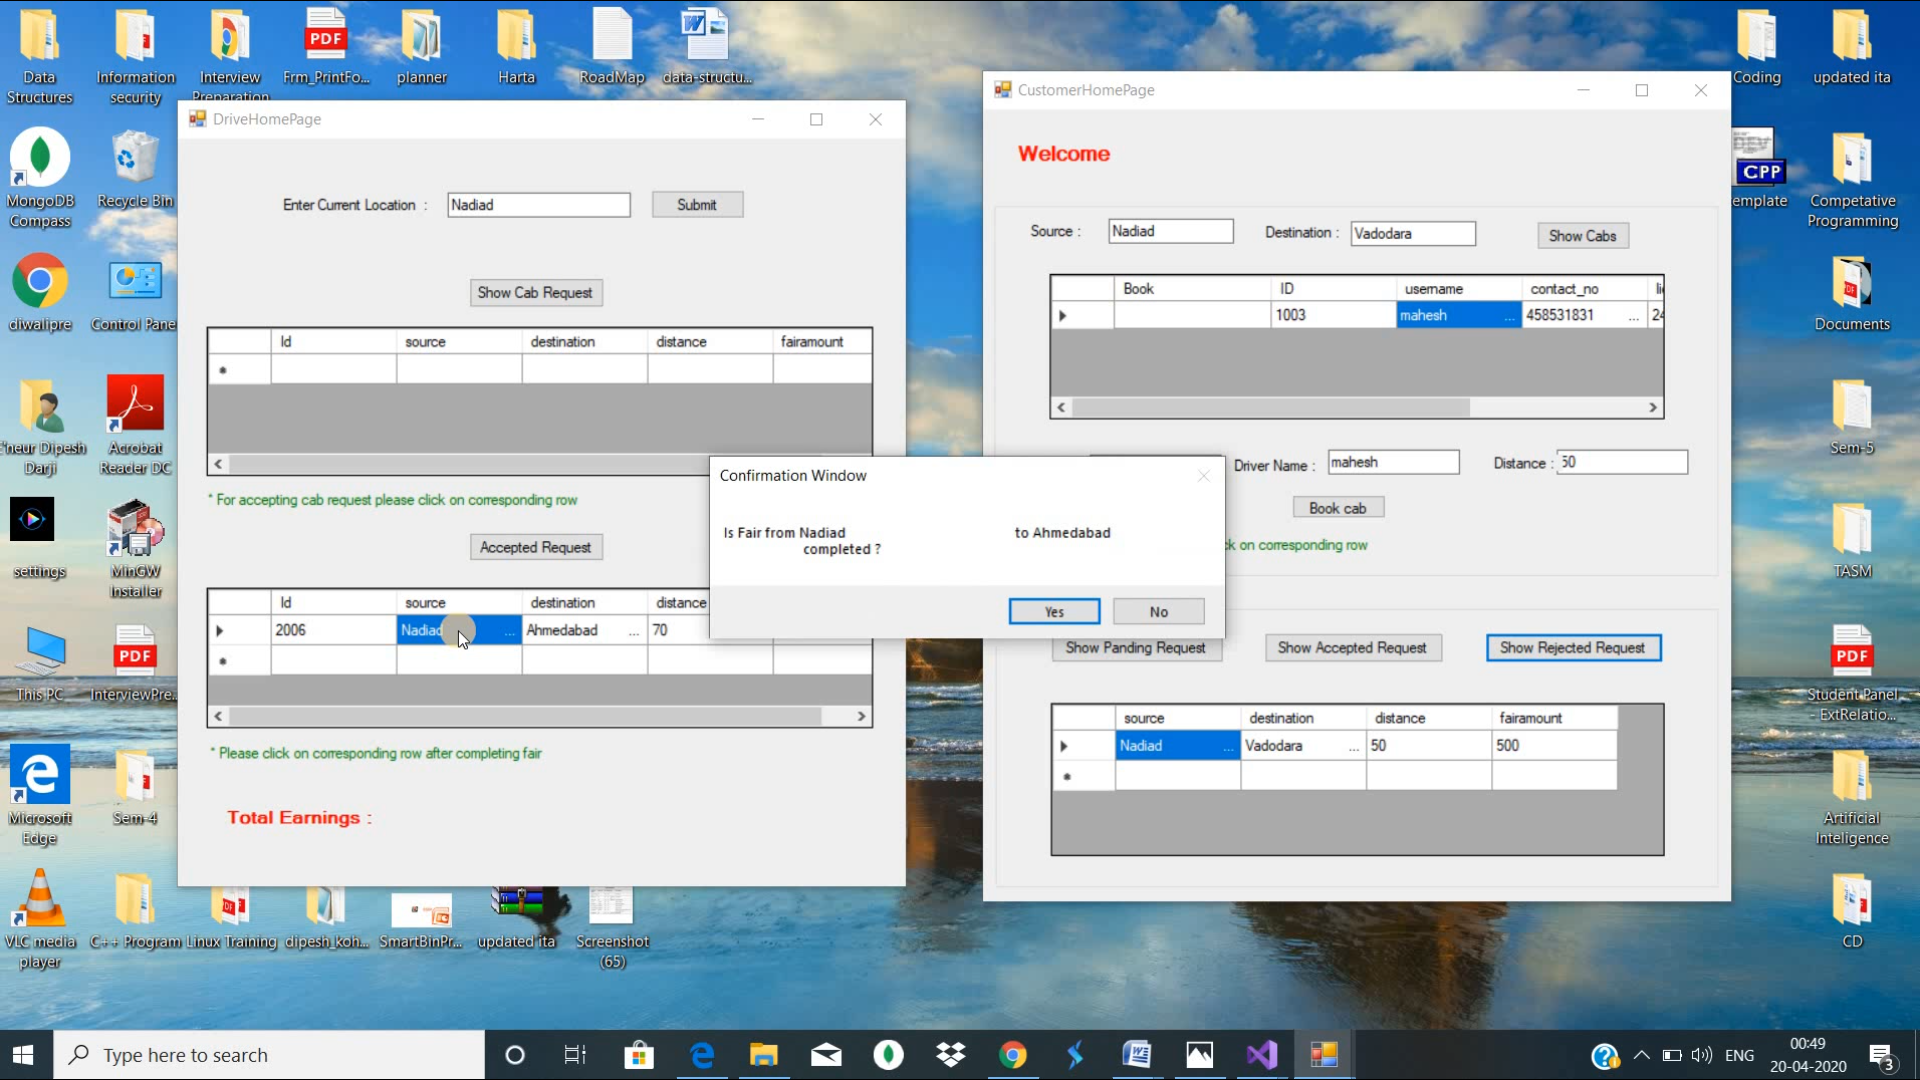 Data
Structures
Information
security
Interview
Preparation
PDF
Frm_PrintFo...
planner
Harta
RoadMap
data-structu...
Coding
updated ita
MongoDB
Compass
Recycle Bin
CPP
emplate
Competative
Programming
diwalipre
Control Pane
Documents
'neur Dipesh
Darji
Acrobat
Reader DC
Sem-5
settings
MinGW
Installer
TASM
This PC
PDF
InterviewPre...
PDF
Student Panel
- ExtRelatio...
Microsoft
Edge
Sem-4
Artificial
Inteligence
VLC media
player
C++ Program
Linux Training
dipesh_koh...
SmartBinPr...
updated ita
Screenshot
(65)
CD
DriveHomePage
Enter Current Location :
Nadiad
Submit
Show Cab Request
Id source destination distance fairamount
* For accepting cab request please click on corresponding row
Accepted Request
Id source destination distance
2006 Nadiad ... Ahmedabad ... 70
* Please click on corresponding row after completing fair
Total Earnings :
Confirmation Window
Is Fair from Nadiad to Ahmedabad
completed ?
Yes No
CustomerHomePage
Welcome
Source : Nadiad Destination : Vadodara Show Cabs
Book ID username contact_no
1003 mahesh ... 458531831 ... 24
Driver Name : mahesh Distance : 50
Book cab
on corresponding row
Show Panding Request Show Accepted Request Show Rejected Request
source destination distance fairamount
Nadiad ... Vadodara ... 50 500
Type here to search
ENG
00:49
20-04-2020
3